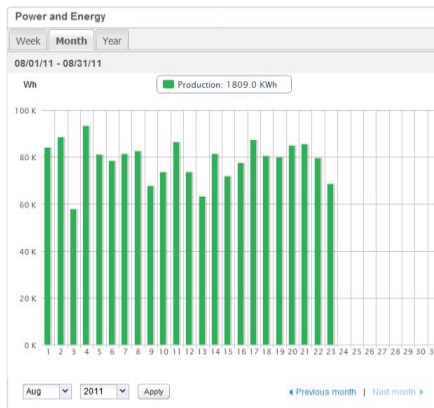 Power and Energy
Week Month Year
08/01/11 - 08/31/11
Wh
Production: 1809.0 KWh
100 K
80 K
60 K
40 K
20 K
0 K
1 2 3 4 5 6 7 8 9 10 11 12 13 14 15 16 17 18 19 20 21 22 23 24 25 26 27 28 29 30 3
Aug 2011 Apply Previous month | Next month